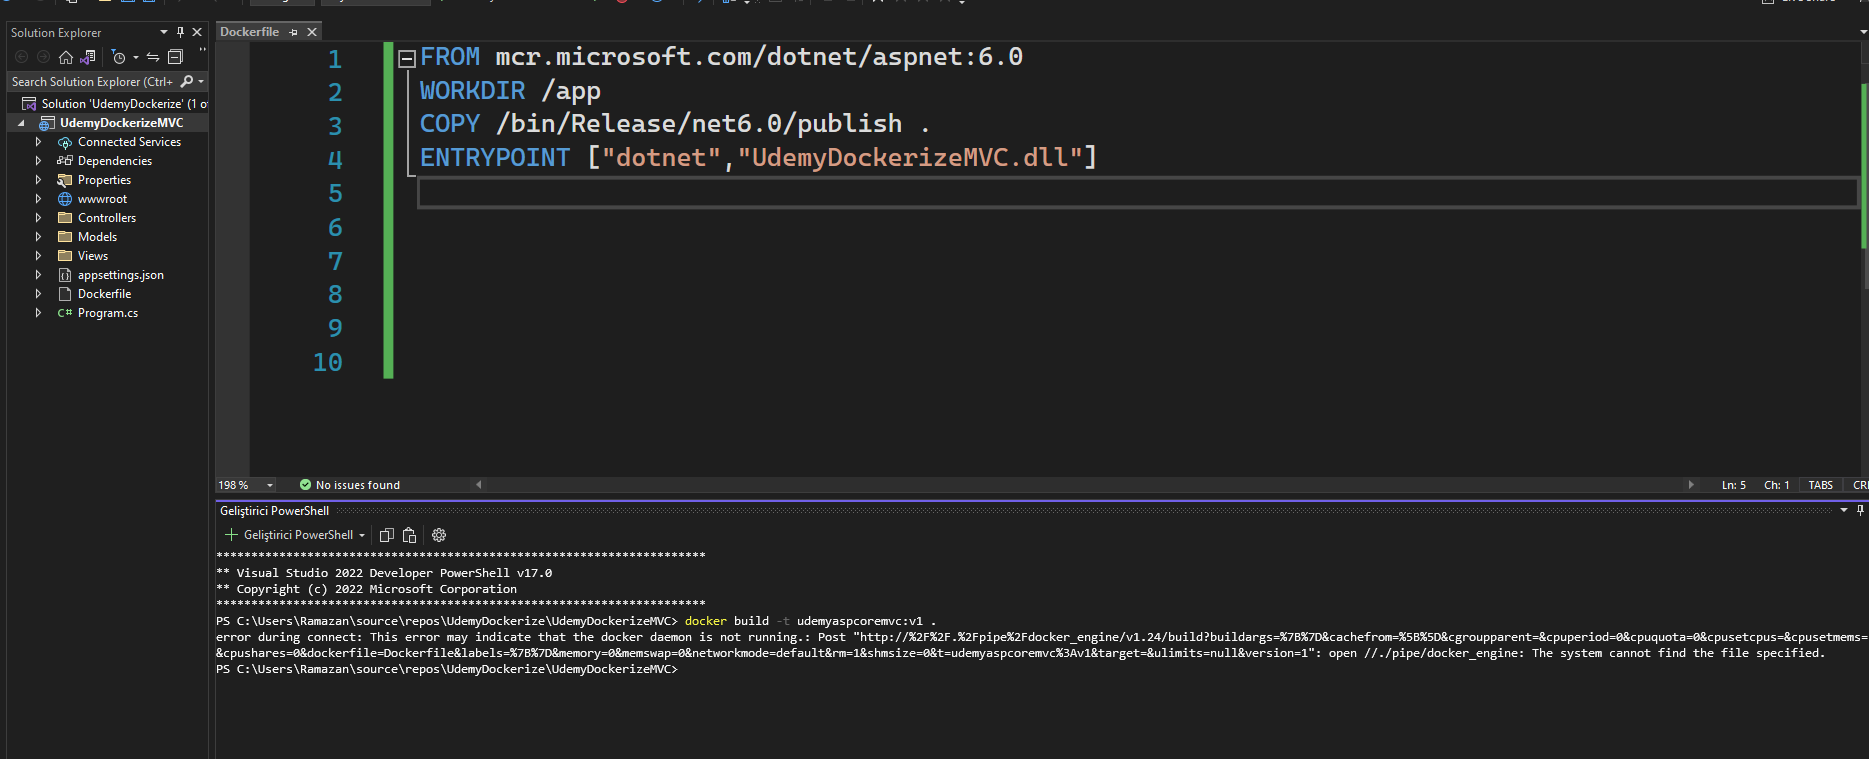 Solution Explorer
Search Solution Explorer (Ctrl+
Solution 'UdemyDockerize' (1 o
UdemyDockerizeMVC
Connected Services
Dependencies
Properties
wwwroot
Controllers
Models
Views
appsettings.json
Dockerfile
C# Program.cs
Dockerfile
1 FROM mcr.microsoft.com/dotnet/aspnet:6.0
2 WORKDIR /app
3 COPY /bin/Release/net6.0/publish .
4 ENTRYPOINT ["dotnet","UdemyDockerizeMVC.dll"]
5
6
7
8
9
10
198 % No issues found Ln: 5 Ch: 1 TABS CR
Geliştirici PowerShell
Geliştirici PowerShell
**********************************************************************
** Visual Studio 2022 Developer PowerShell v17.0
** Copyright (c) 2022 Microsoft Corporation
**********************************************************************
PS C:\Users\Ramazan\source\repos\UdemyDockerize\UdemyDockerizeMVC> docker build -t udemyaspcoremvc:v1 .
error during connect: This error may indicate that the docker daemon is not running.: Post "http://%2F%2F.%2Fpipe%2Fdocker_engine/v1.24/build?buildargs=%7B%7D&cachefrom=%5B%5D&cgroupparent=&cpuperiod=0&cpuquota=0&cpusetcpus=&cpusetmems=
&cpushares=0&dockerfile=Dockerfile&labels=%7B%7D&memory=0&memswap=0&networkmode=default&rm=1&shmsize=0&t=udemyaspcoremvc%3Av1&target=&ulimits=null&version=1": open //./pipe/docker_engine: The system cannot find the file specified.
PS C:\Users\Ramazan\source\repos\UdemyDockerize\UdemyDockerizeMVC>